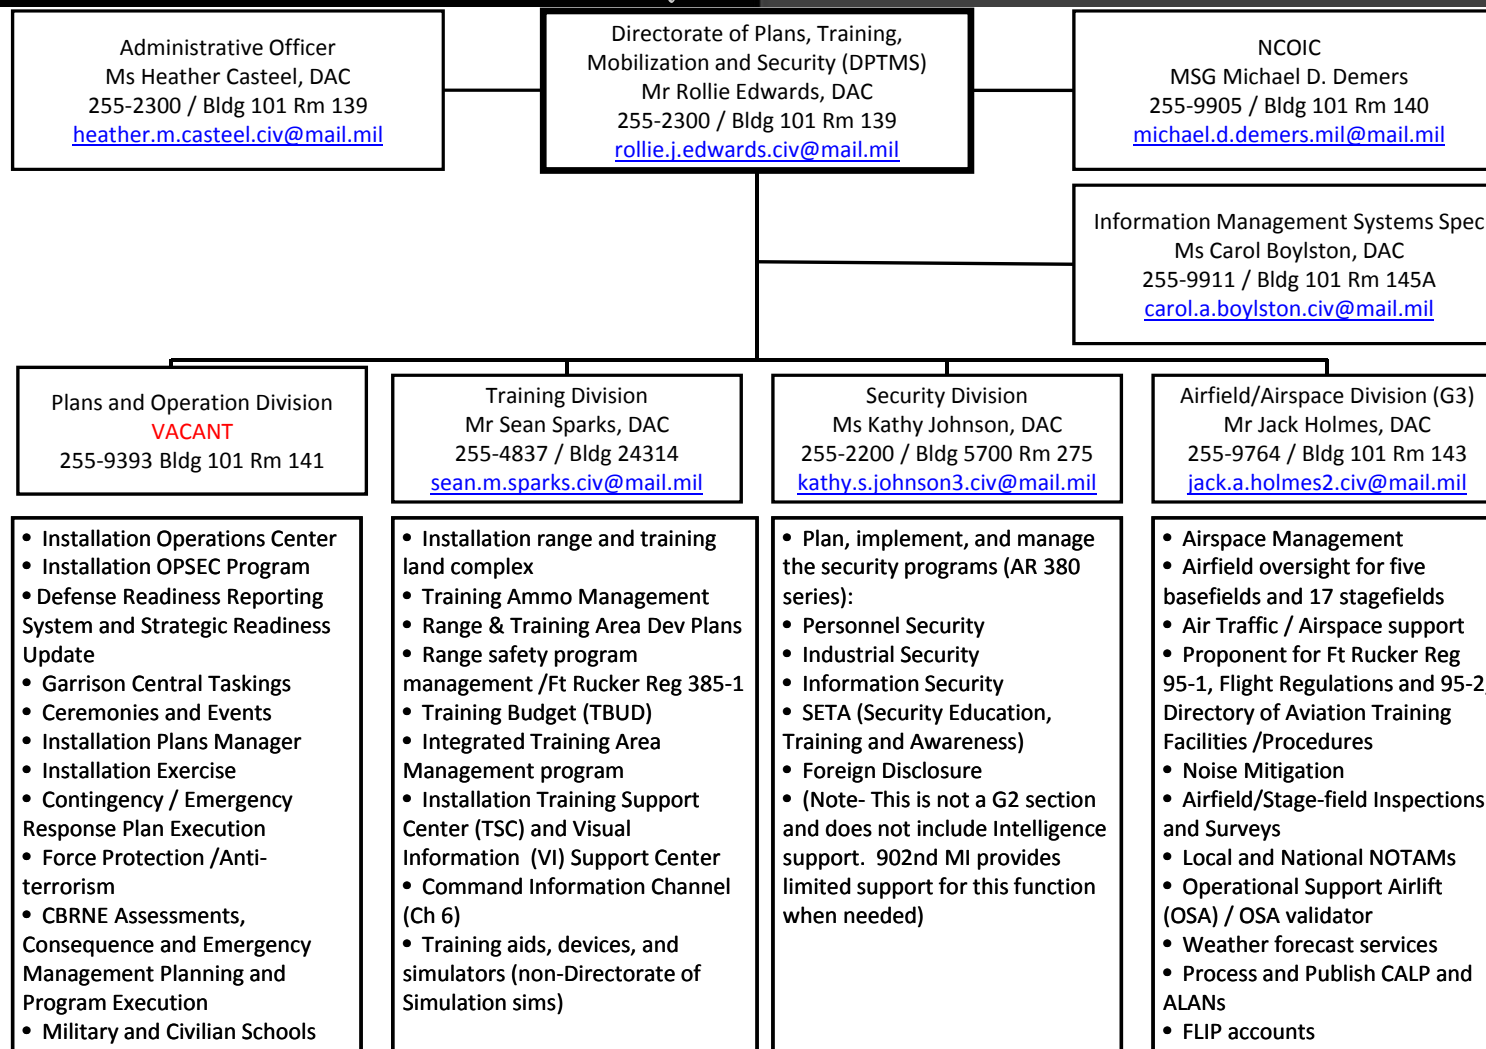 Administrative Officer
Ms Heather Casteel, DAC
255-2300 / Bldg 101 Rm 139
heather.m.casteel.civ@mail.mil
Directorate of Plans, Training,
Mobilization and Security (DPTMS)
Mr Rollie Edwards, DAC
255-2300 / Bldg 101 Rm 139
rollie.j.edwards.civ@mail.mil
NCOIC
MSG Michael D. Demers
255-9905 / Bldg 101 Rm 140
michael.d.demers.mil@mail.mil
Information Management Systems Spec
Ms Carol Boylston, DAC
255-9911 / Bldg 101 Rm 145A
carol.a.boylston.civ@mail.mil
Plans and Operation Division
VACANT
255-9393 Bldg 101 Rm 141
Training Division
Mr Sean Sparks, DAC
255-4837 / Bldg 24314
sean.m.sparks.civ@mail.mil
Security Division
Ms Kathy Johnson, DAC
255-2200 / Bldg 5700 Rm 275
kathy.s.johnson3.civ@mail.mil
Airfield/Airspace Division (G3)
Mr Jack Holmes, DAC
255-9764 / Bldg 101 Rm 143
jack.a.holmes2.civ@mail.mil
• Installation Operations Center
• Installation OPSEC Program
• Defense Readiness Reporting
System and Strategic Readiness
Update
• Garrison Central Taskings
• Ceremonies and Events
• Installation Plans Manager
• Installation Exercise
• Contingency / Emergency
Response Plan Execution
• Force Protection /Anti-
terrorism
• CBRNE Assessments,
Consequence and Emergency
Management Planning and
Program Execution
• Military and Civilian Schools
• Installation range and training
land complex
• Training Ammo Management
• Range & Training Area Dev Plans
• Range safety program
management /Ft Rucker Reg 385-1
• Training Budget (TBUD)
• Integrated Training Area
Management program
• Installation Training Support
Center (TSC) and Visual
Information (VI) Support Center
• Command Information Channel
(Ch 6)
• Training aids, devices, and
simulators (non-Directorate of
Simulation sims)
• Plan, implement, and manage
the security programs (AR 380
series):
• Personnel Security
• Industrial Security
• Information Security
• SETA (Security Education,
Training and Awareness)
• Foreign Disclosure
• (Note- This is not a G2 section
and does not include Intelligence
support. 902nd MI provides
limited support for this function
when needed)
• Airspace Management
• Airfield oversight for five
basefields and 17 stagefields
• Air Traffic / Airspace support
• Proponent for Ft Rucker Reg
95-1, Flight Regulations and 95-2,
Directory of Aviation Training
Facilities /Procedures
• Noise Mitigation
• Airfield/Stage-field Inspections
and Surveys
• Local and National NOTAMs
• Operational Support Airlift
(OSA) / OSA validator
• Weather forecast services
• Process and Publish CALP and
ALANs
• FLIP accounts